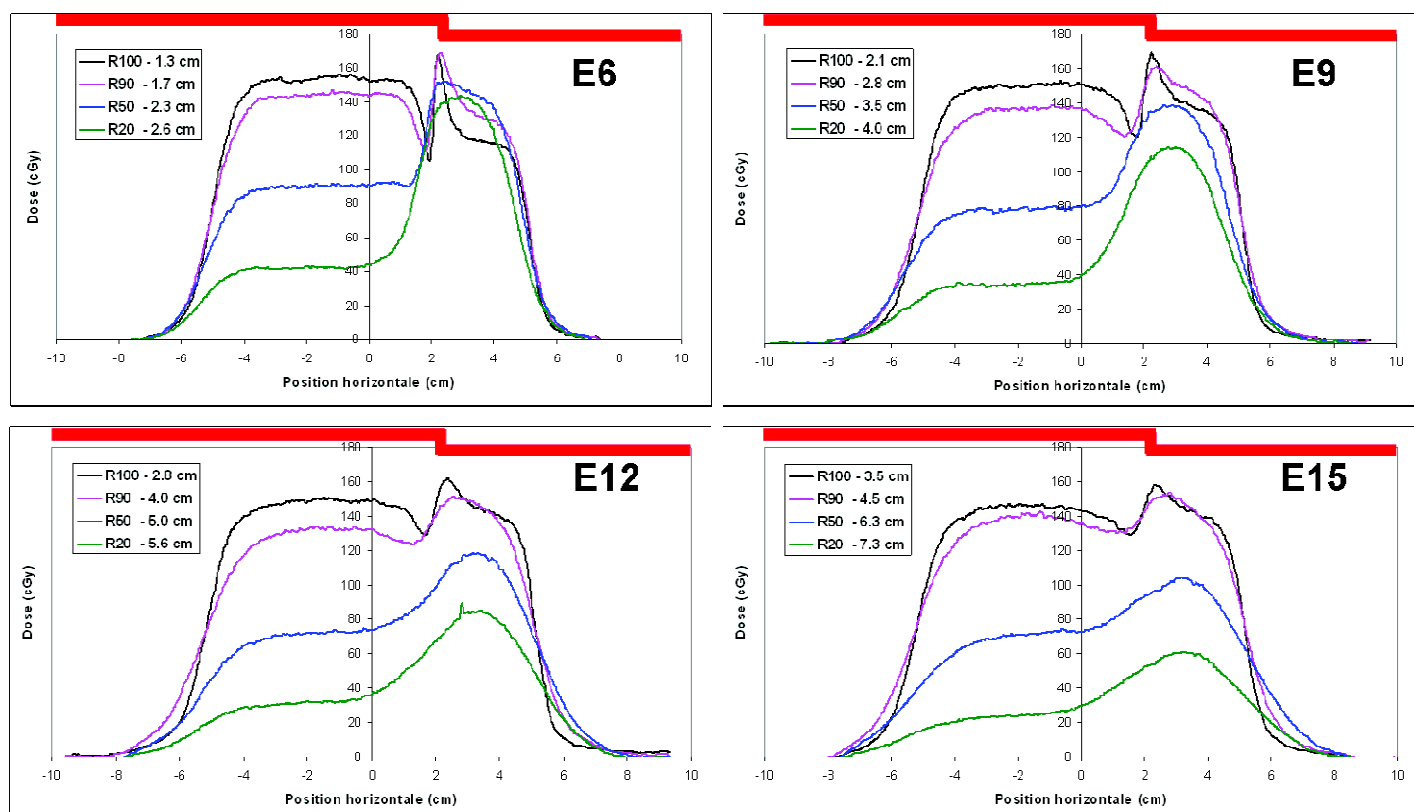 E6
R100 - 1.3 cm
R90 - 1.7 cm
R50 - 2.3 cm
R20 - 2.6 cm
180
160
140
120
100
80
60
40
20
0
Dose (cGy)
-10 -8 -6 -4 -2 0 2 4 6 8 10
Position horizontale (cm)
E9
R100 - 2.1 cm
R90 - 2.8 cm
R50 - 3.5 cm
R20 - 4.0 cm
180
160
140
120
100
80
60
40
20
0
Dose (cGy)
-10 -8 -6 -4 -2 0 2 4 6 8 10
Position horizontale (cm)
E12
R100 - 2.8 cm
R90 - 4.0 cm
R50 - 5.0 cm
R20 - 5.6 cm
180
160
140
120
100
80
60
40
20
0
Dose (cGy)
-10 -8 -6 -4 -2 0 2 4 6 8 10
Position horizontale (cm)
E15
R100 - 3.5 cm
R90 - 4.5 cm
R50 - 6.3 cm
R20 - 7.3 cm
180
160
140
120
100
80
60
40
20
0
Dose (cGy)
-10 -8 -6 -4 -2 0 2 4 6 8 10
Position horizontale (cm)